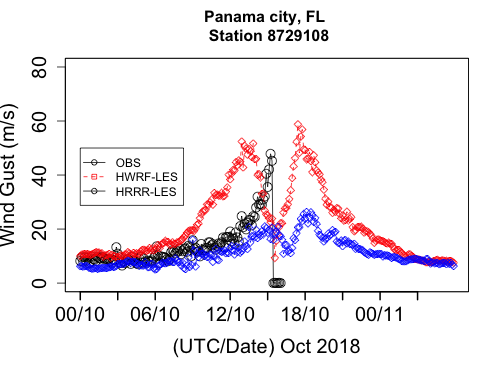 Panama city, FL
Station 8729108
80
60
40
20
0
Wind Gust (m/s)
OBS
HWRF-LES
HRRR-LES
00/10 06/10 12/10 18/10 00/11
(UTC/Date) Oct 2018